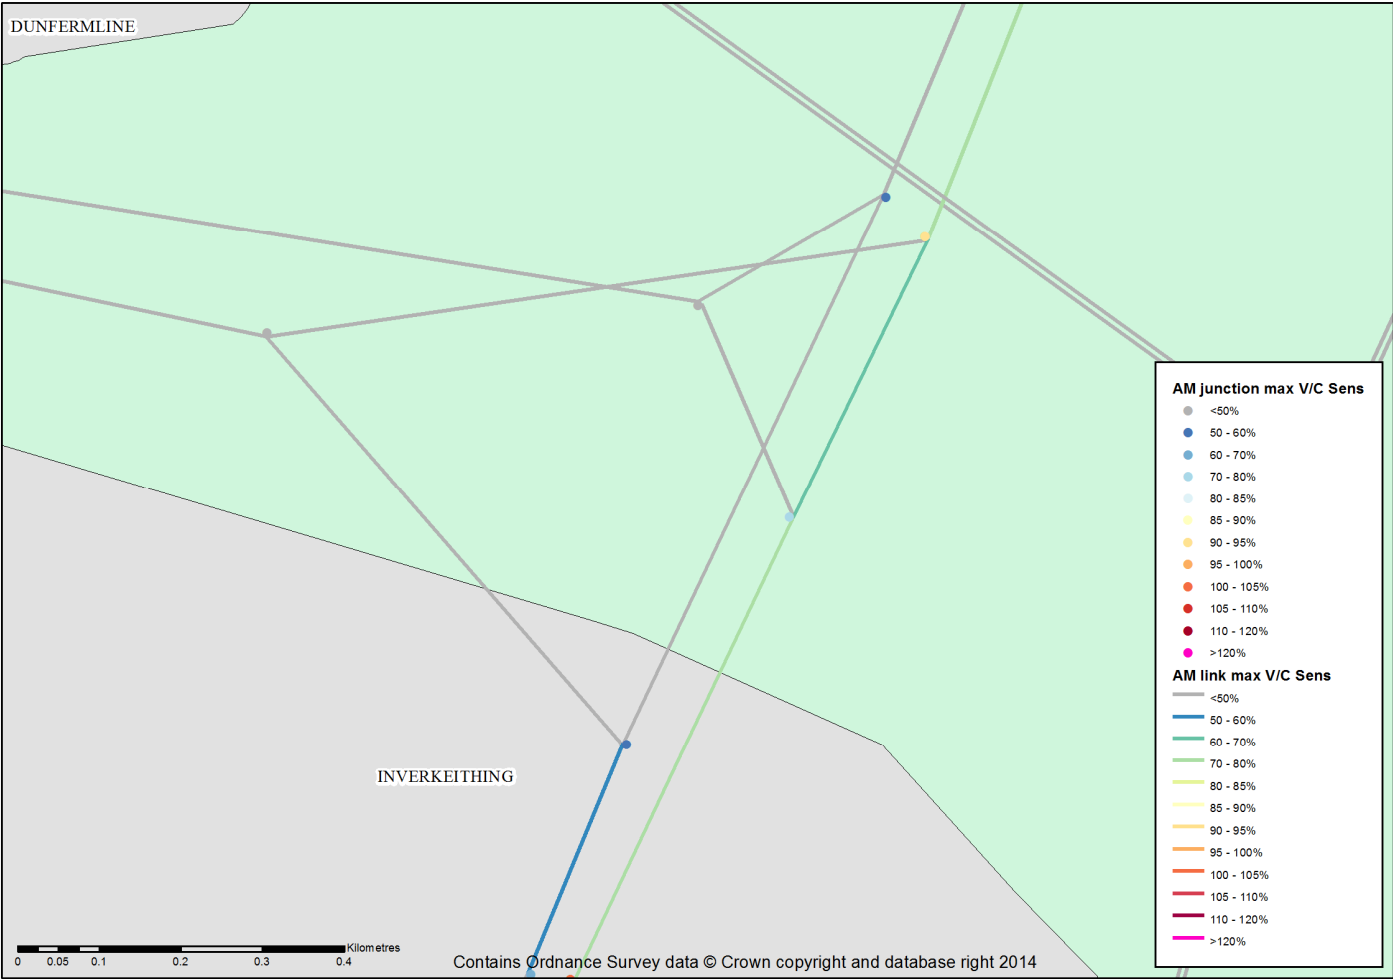 DUNFERMLINE
AM junction max V/C Sens
<50%
50 - 60%
60 - 70%
70 - 80%
80 - 85%
85 - 90%
90 - 95%
95 - 100%
100 - 105%
105 - 110%
110 - 120%
>120%
AM link max V/C Sens
<50%
50 - 60%
60 - 70%
70 - 80%
80 - 85%
85 - 90%
90 - 95%
95 - 100%
100 - 105%
105 - 110%
110 - 120%
>120%
INVERKEITHING
Kilometres
0 0.05 0.1 0.2 0.3 0.4
Contains Ordnance Survey data © Crown copyright and database right 2014